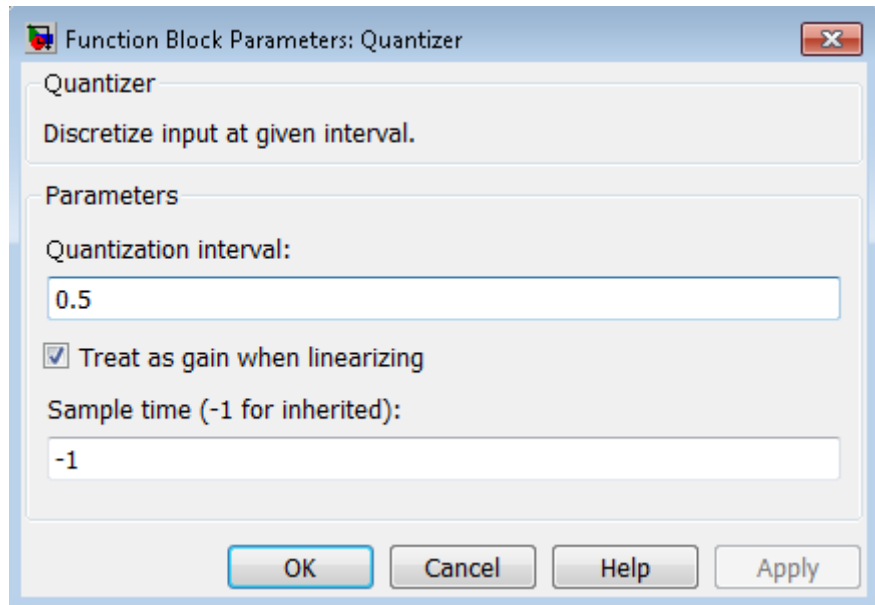 Function Block Parameters: Quantizer
Quantizer
Discretize input at given interval.
Parameters
Quantization interval:
0.5
Treat as gain when linearizing
Sample time (-1 for inherited):
-1
OK Cancel Help Apply